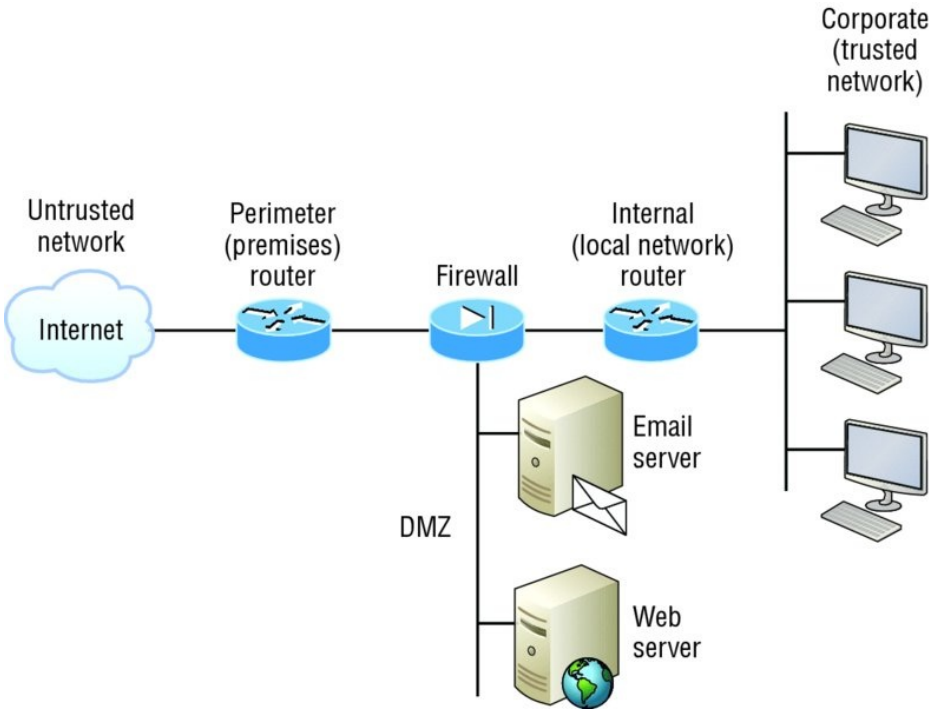 Corporate
(trusted
network)
Untrusted
network
Perimeter
(premises)
router
Internal
(local network)
router
Firewall
Internet
Email
server
DMZ
Web
server